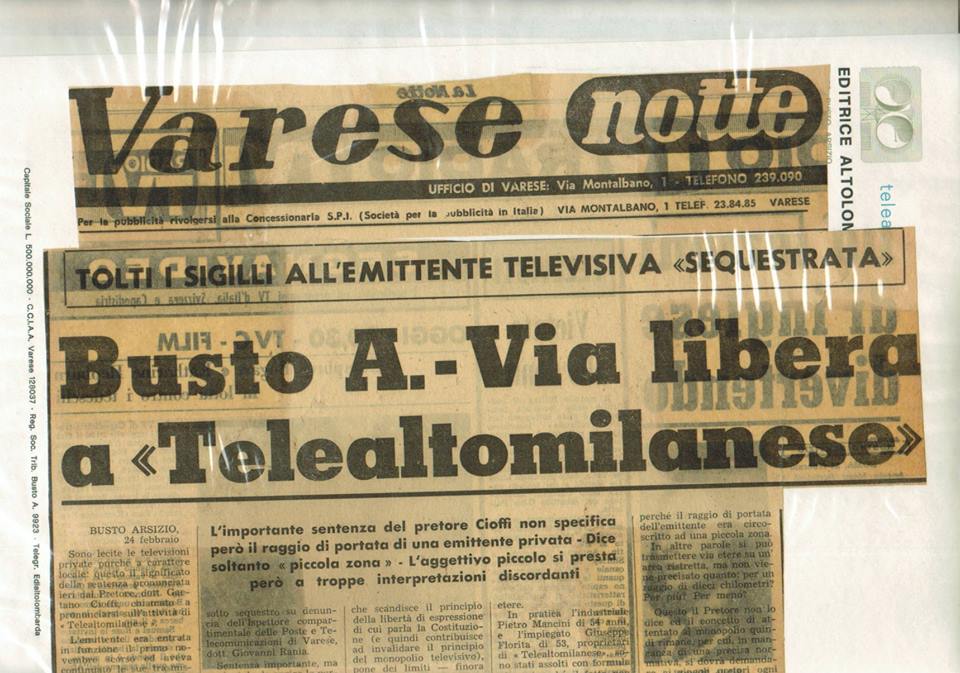 Varese notte
UFFICIO DI VARESE: Via Montalbano, 1 - TELEFONO 239.090
Per la pubblicità rivolgersi alla Concessionaria S.P.I. (Società per la pubblicità in Italia) VIA MONTALBANO, 1 TELEF. 23.84.85 VARESE
TOLTI I SIGILLI ALL'EMITTENTE TELEVISIVA «SEQUESTRATA»
Busto A. - Via libera
a «Telealtomilanese»
L'importante sentenza del pretore Cioffi non specifica
però il raggio di portata di una emittente privata - Dice
soltanto « piccola zona » - L'aggettivo piccolo si presta
però a troppe interpretazioni discordanti
BUSTO ARSIZIO,
24 febbraio
Sono lecite le televisioni
private purché a carattere
locale: questo il significato
della sentenza pronunciata
ieri dal Pretore, dott. Gae-
tano Cioffi, chiamato a
pronunciarsi sull'attività di
« Telealtomilanese ».
L'emittente era entrata
in funzione il primo no-
vembre scorso ed aveva
continuato le sue trasmis-
sotto sequestro su denun-
cia dell'Ispettore compar-
timentale delle Poste e Te-
lecomunicazioni di Varese,
dott. Giovanni Rania.
Sentenza importante, ma
che scandisce il principio
della libertà di espressione
di cui parla la Costituzio-
ne (e quindi contribuisce
ad invalidare il principio
del monopolio televisivo),
pone dei limiti — finora
etere.
In pratica l'industriale
Pietro Mancini di 54 anni,
e l'impiegato Giuseppe
Florita di 53, proprietari
di « Telealtomilanese», so-
no stati assolti con formula
perché il raggio di portata
dell'emittente era circo-
scritto ad una piccola zona.
In altre parole si può
trasmettere via etere su un'
area ristretta, ma non vie-
ne precisato quanto: per un
raggio di dieci chilometri?
Per più? Per meno?
Questo il Pretore non lo
dice ed il concetto di at-
tentato al monopolio quin-
di rimane, per cui, in man-
canza di una precisa nor-
mativa, si dovrà demanda-
EDITRICE ALTOLOM
telea
Capitale Sociale L. 500.000.000 - C.C.I.A.A. Varese 128037 - Reg. Soc. Trib. Busto A. 9923 - Telegr. Edialtolombarda